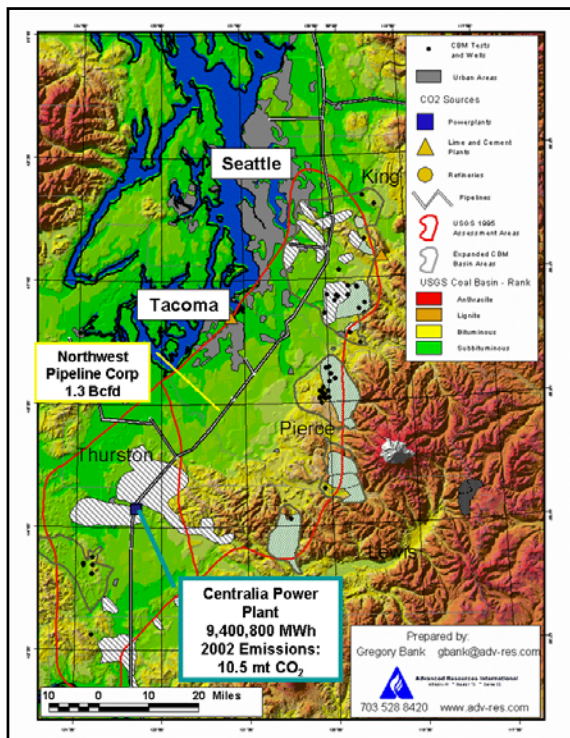 CBM Tests
and Wells
Urban Areas
CO2 Sources
Powerplants
Lime and Cement
Plants
Refineries
Pipelines
USGS 1995
Assessment Areas
Expanded CBM
Basin Areas
USGS Coal Basin - Rank
Anthracite
Lignite
Bituminous
Subbituminous
Seattle
King
Tacoma
Northwest
Pipeline Corp
1.3 Bcfd
Pierce
Thurston
Lewis
Centralia Power
Plant
9,400,800 MWh
2002 Emissions:
10.5 mt CO2
Prepared by:
Gregory Bank gbank@adv-res.com
Advanced Resources International
703 528 8420 www.adv-res.com
10 0 10 20 Miles